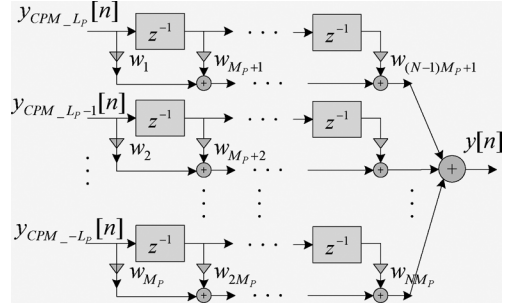 y_{CPM_L_P}[n] z^{-1} · · · z^{-1}
w_1 w_{M_P+1} · · · w_{(N-1)M_P+1}
+ +
y_{CPM_L_P-1}[n] z^{-1} · · · z^{-1} y[n]
w_2 w_{M_P+2} · · · +
+ +
y_{CPM_-L_P}[n] z^{-1} · · · z^{-1}
w_{M_P} w_{2M_P} · · · w_{NM_P}
+ +